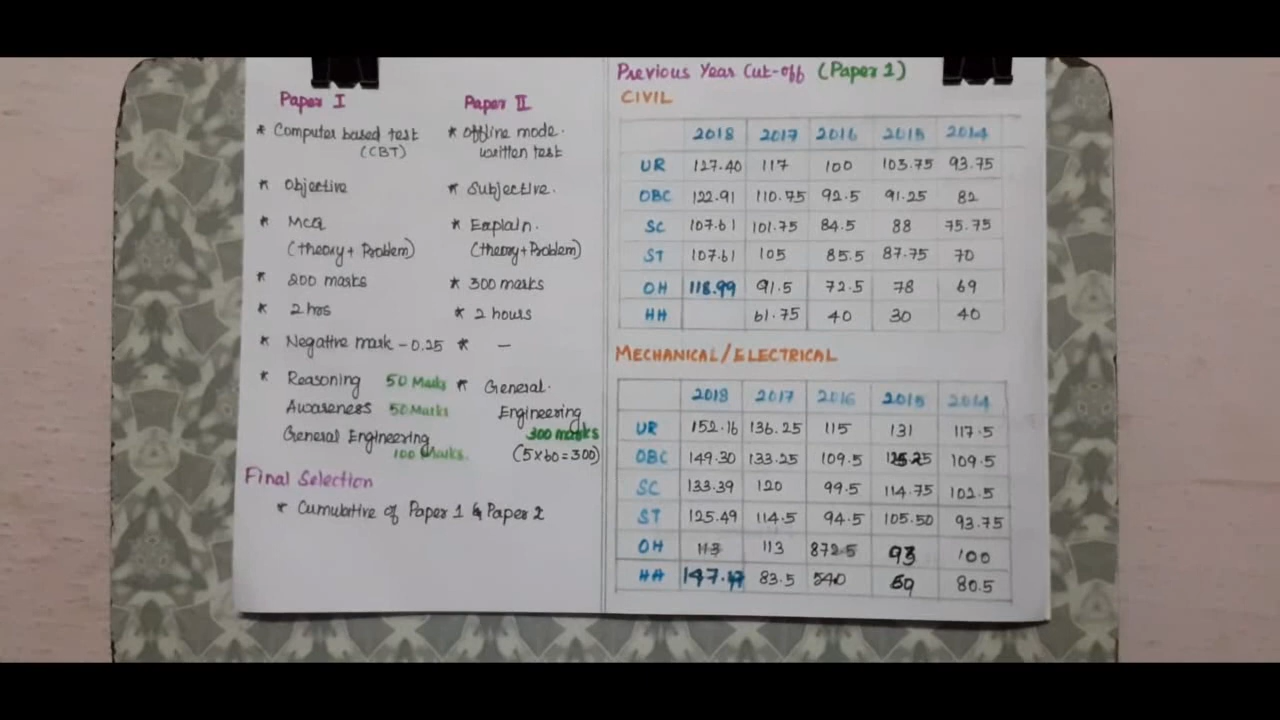 Paper I
* Computer based test
(CBT)
* Objective
* MCQ
(theory + Problem)
* 200 marks
* 2 hrs
* Negative mark - 0.25
* Reasoning 50 Marks
Awareness 50 Marks
General Engineering
100 Marks.
Paper II
* Offline mode.
written test
* Subjective.
* Explain.
(theory + Problem)
* 300 marks
* 2 hours
* —
* General.
Engineering
300 marks
(5x60=300)
Final Selection
* Cumulative of Paper 1 & Paper 2
Previous Year Cut-off (Paper 1)
CIVIL
2018 2017 2016 2015 2014
UR 127.40 117 100 103.75 93.75
OBC 122.91 110.75 92.5 91.25 82
SC 107.61 101.75 84.5 88 75.75
ST 107.61 105 85.5 87.75 70
OH 118.99 91.5 72.5 78 69
HH 61.75 40 30 40
MECHANICAL/ELECTRICAL
2018 2017 2016 2015 2014
UR 152.16 136.25 115 131 117.5
OBC 149.30 133.25 109.5 109.5
SC 133.39 120 99.5 114.75 102.5
ST 125.49 114.5 94.5 105.50 93.75
OH 113 113 93 100
HH 83.5 80.5